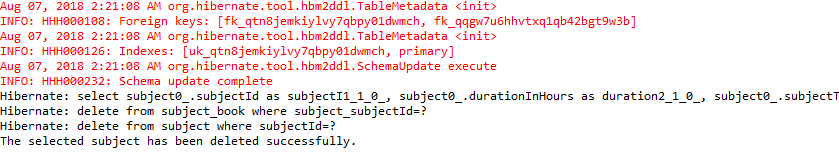 Aug 07, 2018 2:21:08 AM org.hibernate.hbm2ddl.TableMetadata <init>
INFO: HHH000108: Foreign keys: [fk_qtn8jemkiylvy7qbpy01dwmch, fk_qqgw7u6hhvtxq1qb42bgt9w3b]
Aug 07, 2018 2:21:08 AM org.hibernate.hbm2ddl.TableMetadata <init>
INFO: HHH000126: Indexes: [uk_qtn8jemkiylvy7qbpy01dwmch, primary]
Aug 07, 2018 2:21:08 AM org.hibernate.hbm2ddl.SchemaUpdate execute
INFO: HHH000232: Schema update complete
Hibernate: select subject0_.subjectId as subjectI1_1_0_, subject0_.durationInHours as duration2_1_0_, subject0_.subjectT
Hibernate: delete from subject_book where subject_subjectId=?
Hibernate: delete from subject where subjectId=?
The selected subject has been deleted successfully.